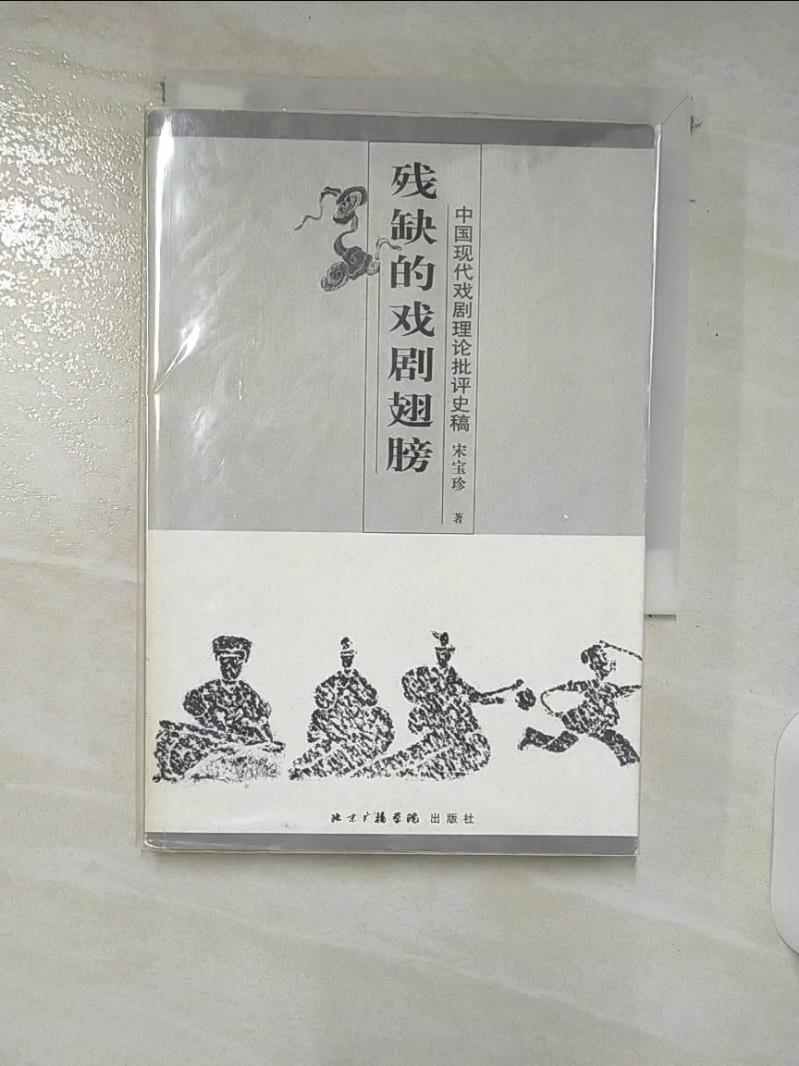 残缺的戏剧翅膀
中国现代戏剧理论批评史稿
宋宝珍 著
北京广播学院 出版社